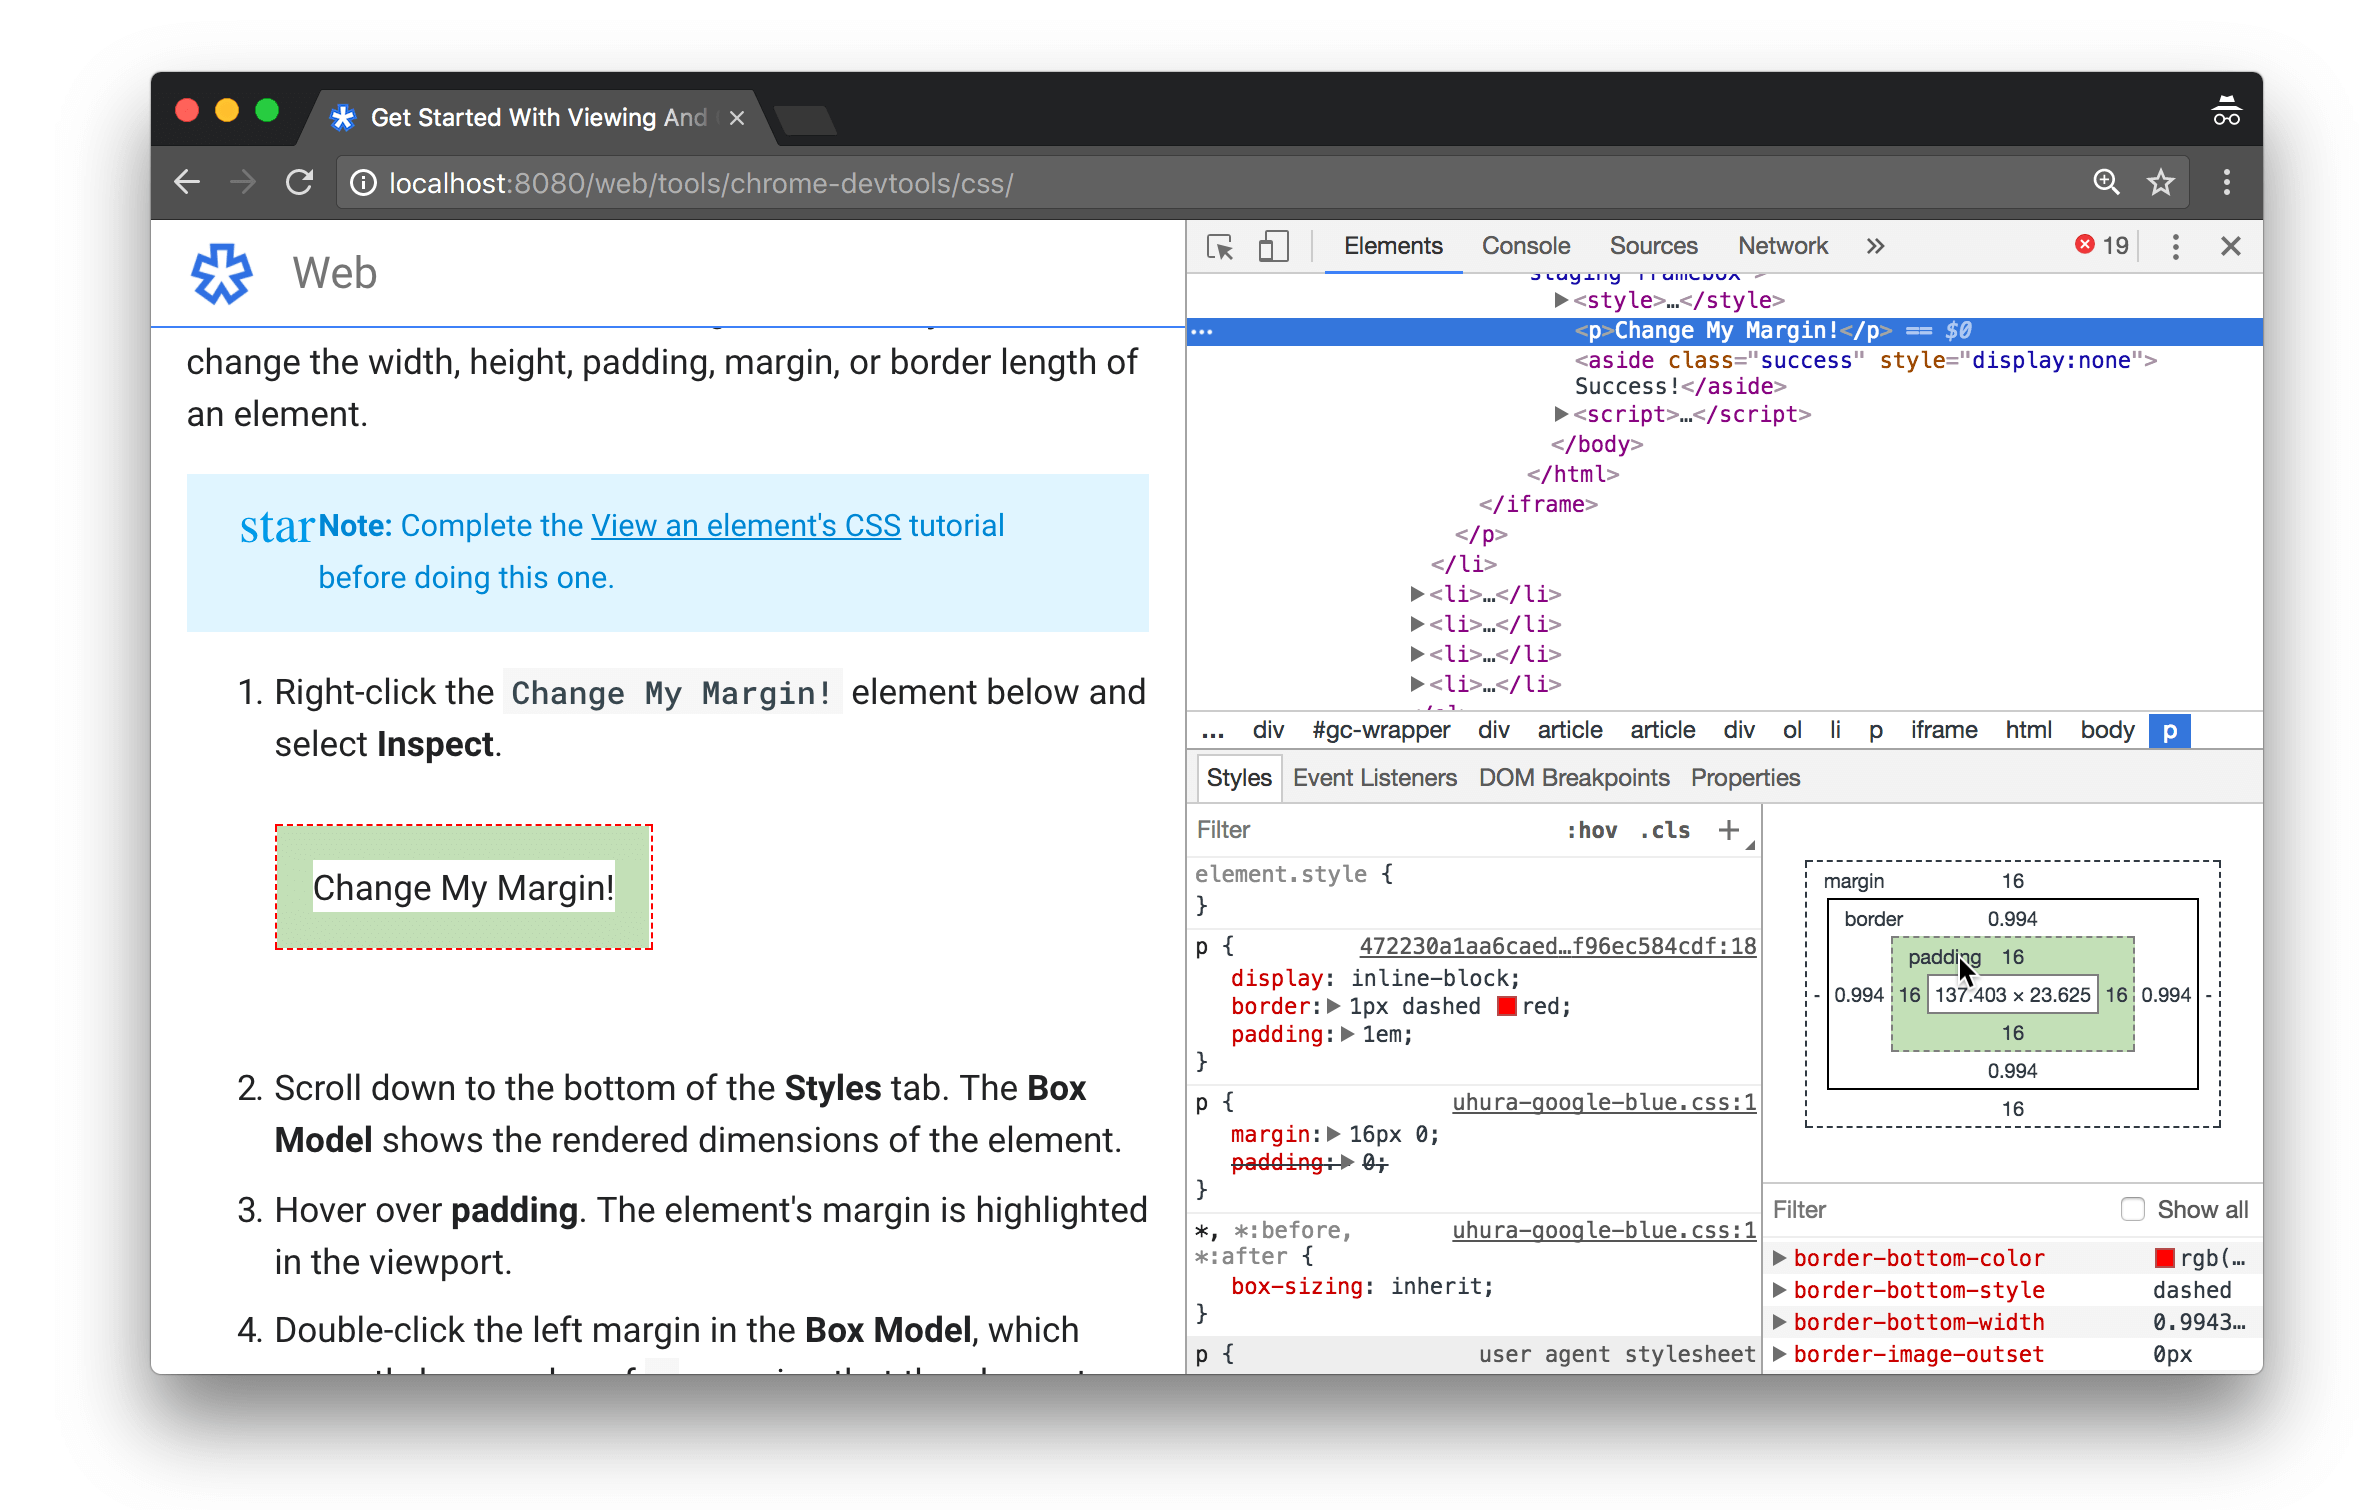 Get Started With Viewing And
localhost:8080/web/tools/chrome-devtools/css/
Web
change the width, height, padding, margin, or border length of
an element.
starNote: Complete the View an element's CSS tutorial
before doing this one.
1. Right-click the Change My Margin! element below and
select Inspect.
Change My Margin!
2. Scroll down to the bottom of the Styles tab. The Box
Model shows the rendered dimensions of the element.
3. Hover over padding. The element's margin is highlighted
in the viewport.
4. Double-click the left margin in the Box Model, which
Elements Console Sources Network » 19
staging framebox">
<style>…</style>
… <p>Change My Margin!</p> == $0
<aside class="success" style="display:none">
Success!</aside>
<script>…</script>
</body>
</html>
</iframe>
</p>
</li>
<li>…</li>
<li>…</li>
<li>…</li>
<li>…</li>
... div #gc-wrapper div article article div ol li p iframe html body p
Styles Event Listeners DOM Breakpoints Properties
Filter :hov .cls +
element.style {
}
p { 472230a1aa6caed…f96ec584cdf:18
display: inline-block;
border: 1px dashed red;
padding: 1em;
}
p { uhura-google-blue.css:1
margin: 16px 0;
padding: 0;
}
*, *:before, uhura-google-blue.css:1
*:after {
box-sizing: inherit;
}
p { user agent stylesheet
margin 16
border 0.994
padding 16
- 0.994 16 137.403 × 23.625 16 0.994 -
16
0.994
16
Filter Show all
border-bottom-color rgb(…
border-bottom-style dashed
border-bottom-width 0.9943…
border-image-outset 0px